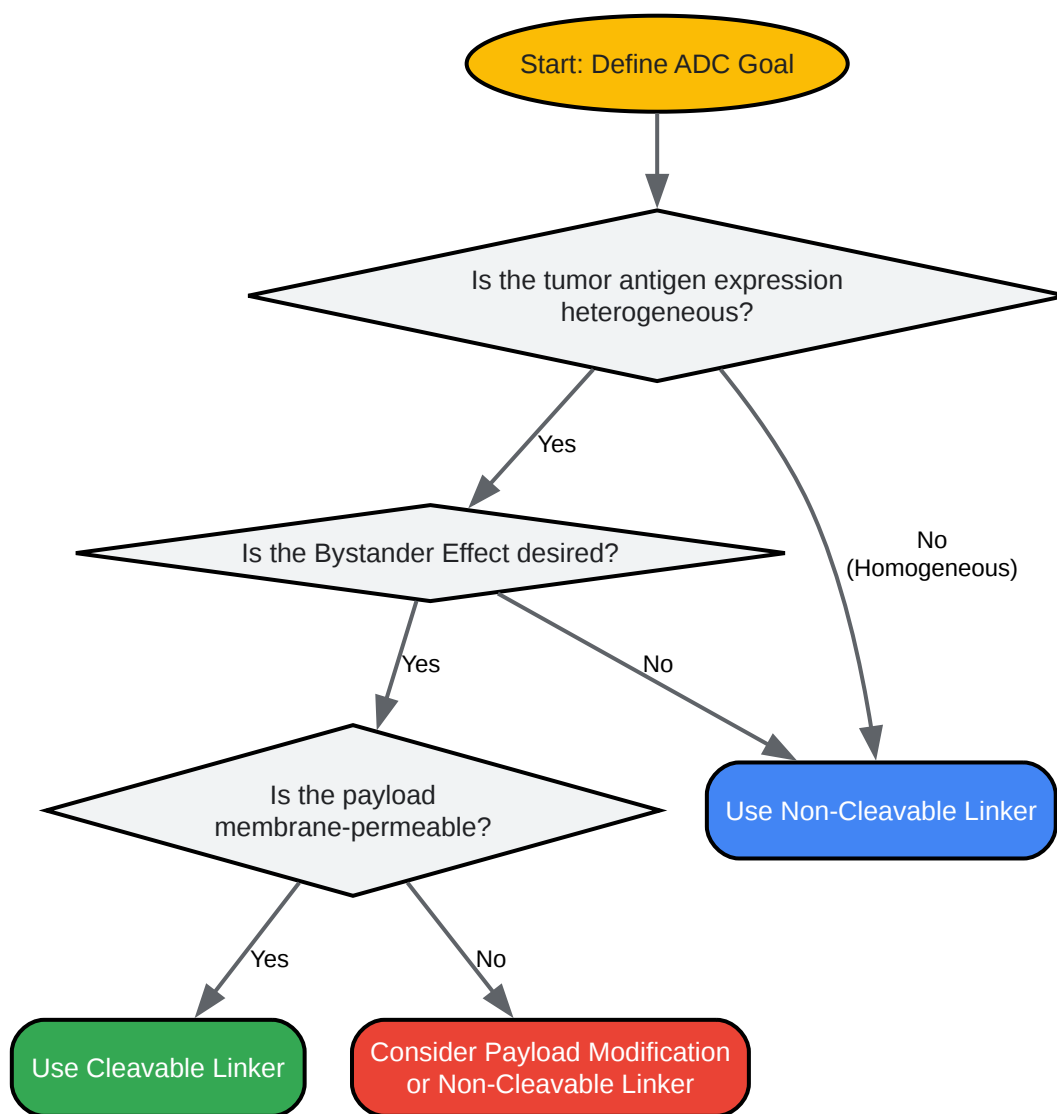 Start: Define ADC Goal
Is the tumor antigen expression
heterogeneous?
Yes
No
(Homogeneous)
Is the Bystander Effect desired?
Yes
No
Is the payload
membrane-permeable?
Use Non-Cleavable Linker
Yes
No
Use Cleavable Linker
Consider Payload Modification
or Non-Cleavable Linker